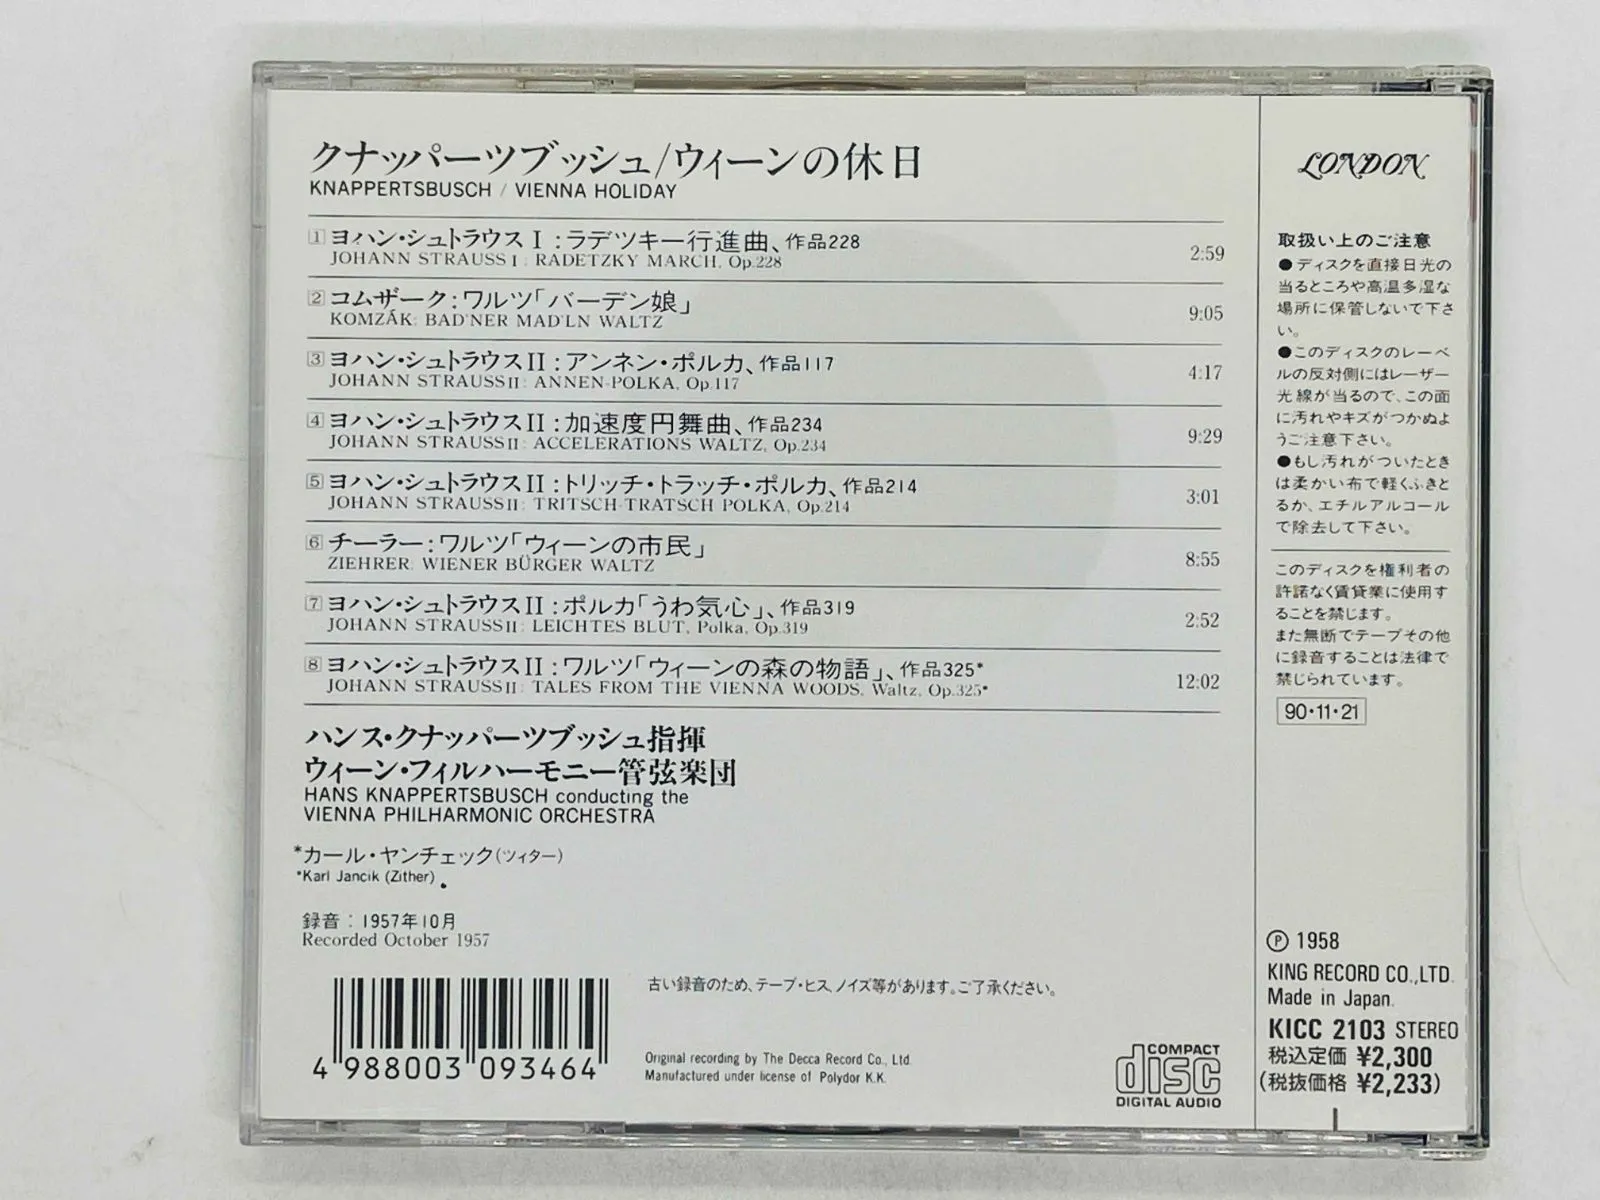 クナッパーツブッシュ/ウィーンの休日
KNAPPERTSBUSCH / VIENNA HOLIDAY
1 ヨハン・シュトラウスI:ラデツキー行進曲、作品228
JOHANN STRAUSS I : RADETZKY MARCH, Op.228 2:59
2 コムザーク:ワルツ「バーデン娘」
KOMZÁK: BAD'NER MAD'LN WALTZ 9:05
3 ヨハン・シュトラウスII:アンネン・ポルカ、作品117
JOHANN STRAUSS II: ANNEN-POLKA, Op.117 4:17
4 ヨハン・シュトラウスII:加速度円舞曲、作品234
JOHANN STRAUSS II: ACCELERATIONS WALTZ, Op.234 9:29
5 ヨハン・シュトラウスII:トリッチ・トラッチ・ポルカ、作品214
JOHANN STRAUSS II: TRITSCH-TRATSCH POLKA, Op.214 3:01
6 チーラー:ワルツ「ウィーンの市民」
ZIEHRER: WIENER BÜRGER WALTZ 8:55
7 ヨハン・シュトラウスII:ポルカ「うわ気心」、作品319
JOHANN STRAUSS II: LEICHTES BLUT, Polka, Op.319 2:52
8 ヨハン・シュトラウスII:ワルツ「ウィーンの森の物語」、作品325*
JOHANN STRAUSS II: TALES FROM THE VIENNA WOODS, Waltz, Op.325* 12:02
ハンス・クナッパーツブッシュ指揮
ウィーン・フィルハーモニー管弦楽団
HANS KNAPPERTSBUSCH conducting the
VIENNA PHILHARMONIC ORCHESTRA
*カール・ヤンチェック(ツィター)
*Karl Jancik (Zither)
録音:1957年10月
Recorded October 1957
4 988003 093464
古い録音のため、テープ・ヒス、ノイズ等があります。ご了承ください。
Original recording by The Decca Record Co., Ltd.
Manufactured under license of Polydor K.K.
COMPACT
disc
DIGITAL AUDIO
LONDON
取扱い上のご注意
●ディスクを直接日光の
当るところや高温多湿な
場所に保管しないで下さ
い。
●このディスクのレーベ
ルの反対側にはレーザー
光線が当るので、この面
に汚れやキズがつかぬよ
うご注意下さい。
●もし汚れがついたとき
は柔かい布で軽くふきと
るか、エチルアルコール
で除去して下さい。
このディスクを権利者の
許諾なく賃貸業に使用す
ることを禁じます。
また無断でテープその他
に録音することは法律で
禁じられています。
90・11・21
Ⓟ 1958
KING RECORD CO.,LTD.
Made in Japan.
KICC 2103 STEREO
税込定価 ¥2,300
(税抜価格 ¥2,233)